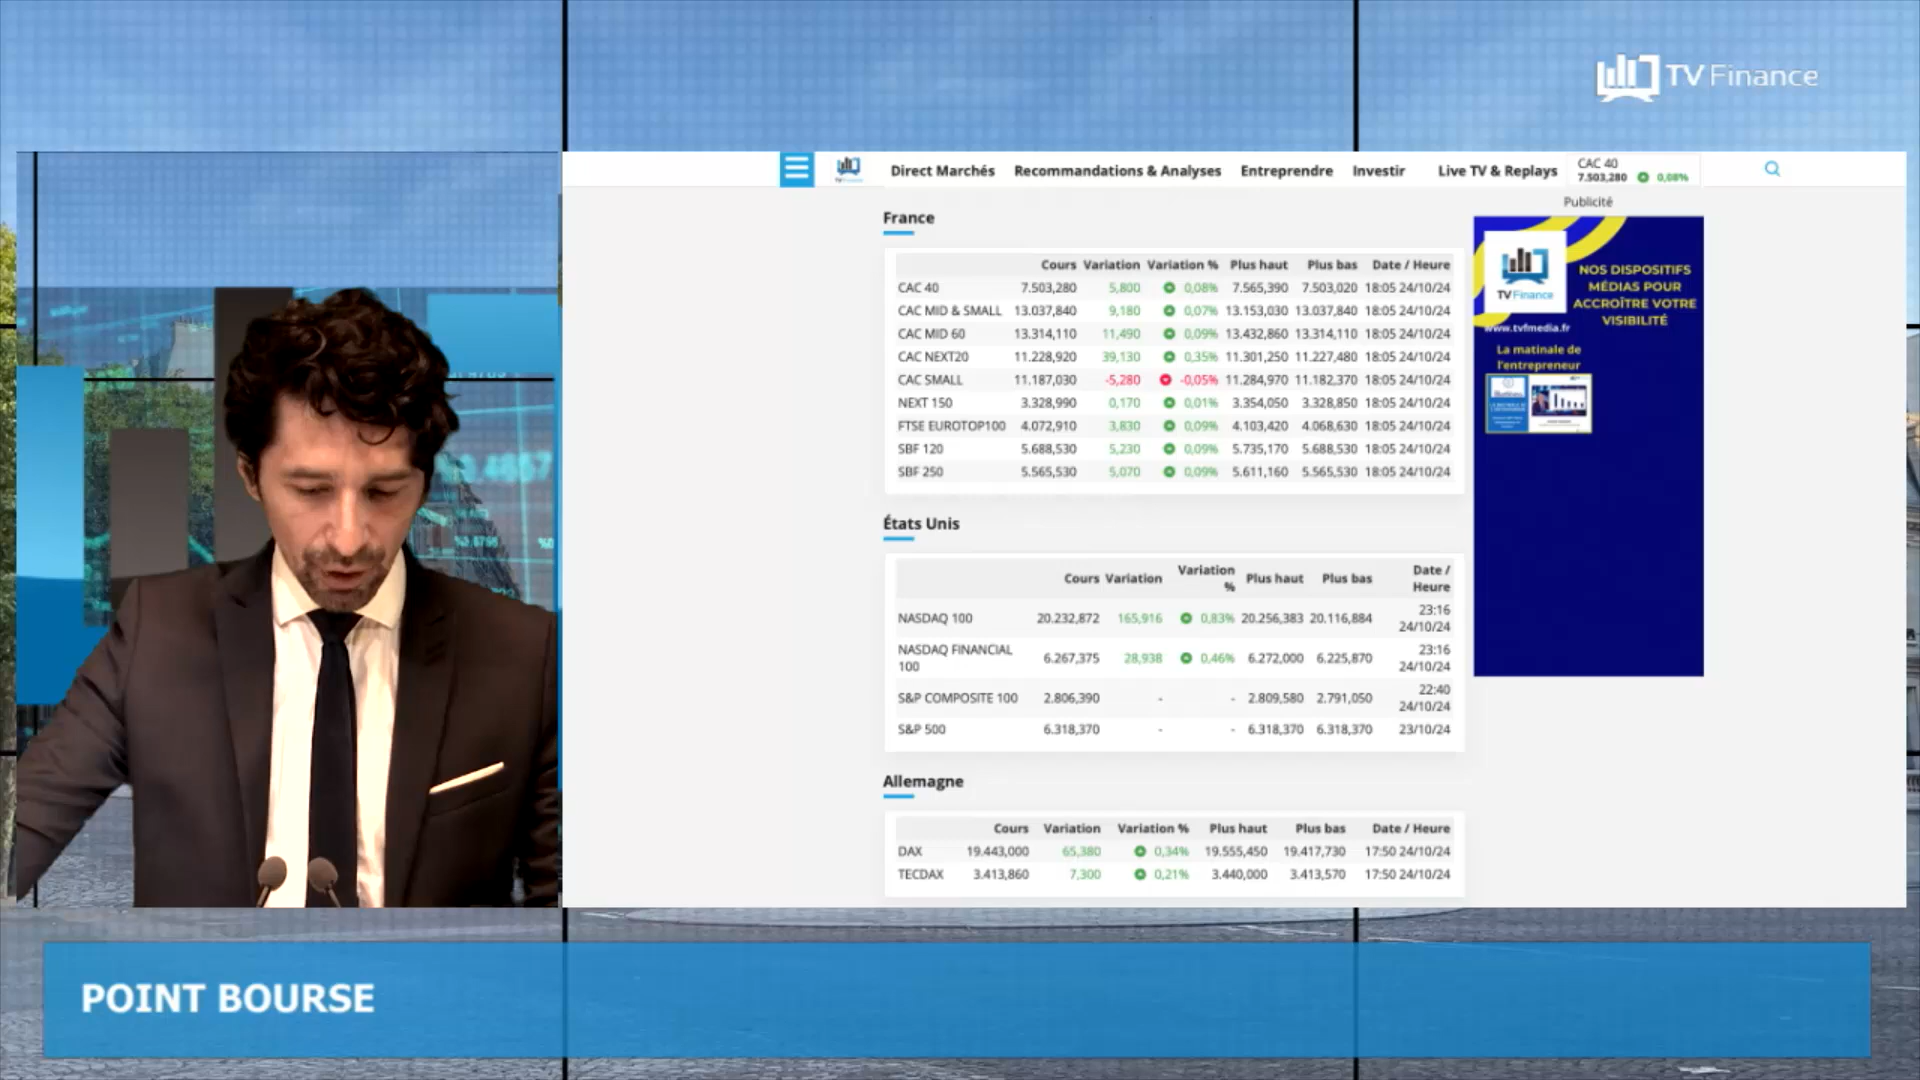 TV Finance
Direct Marchés Recommandations & Analyses Entreprendre Investir Live TV & Replays
CAC 40
7.503,280 0,08%
Publicité
France
Cours Variation Variation % Plus haut Plus bas Date / Heure
CAC 40 7.503,280 5,800 0,08% 7.565,390 7.503,020 18:05 24/10/24
CAC MID & SMALL 13.037,840 9,180 0,07% 13.153,030 13.037,840 18:05 24/10/24
CAC MID 60 13.314,110 11,490 0,09% 13.432,860 13.314,110 18:05 24/10/24
CAC NEXT20 11.228,920 39,130 0,35% 11.301,250 11.227,480 18:05 24/10/24
CAC SMALL 11.187,030 -5,280 -0,05% 11.284,970 11.182,370 18:05 24/10/24
NEXT 150 3.328,990 0,170 0,01% 3.354,050 3.328,850 18:05 24/10/24
FTSE EUROTOP100 4.072,910 3,830 0,09% 4.103,420 4.068,630 18:05 24/10/24
SBF 120 5.688,530 5,230 0,09% 5.735,170 5.688,530 18:05 24/10/24
SBF 250 5.565,530 5,070 0,09% 5.611,160 5.565,530 18:05 24/10/24
TV Finance
NOS DISPOSITIFS
MÉDIAS POUR
ACCROÎTRE VOTRE
VISIBILITÉ
www.tvfmedia.fr
La matinale de
l'entrepreneur
États Unis
Cours Variation Variation % Plus haut Plus bas Date / Heure
NASDAQ 100 20.232,872 165,916 0,83% 20.256,383 20.116,884 23:16 24/10/24
NASDAQ FINANCIAL 100 6.267,375 28,938 0,46% 6.272,000 6.225,870 23:16 24/10/24
S&P COMPOSITE 100 2.806,390 - - 2.809,580 2.791,050 22:40 24/10/24
S&P 500 6.318,370 - - 6.318,370 6.318,370 23/10/24
Allemagne
Cours Variation Variation % Plus haut Plus bas Date / Heure
DAX 19.443,000 65,380 0,34% 19.555,450 19.417,730 17:50 24/10/24
TECDAX 3.413,860 7,300 0,21% 3.440,000 3.413,570 17:50 24/10/24
POINT BOURSE